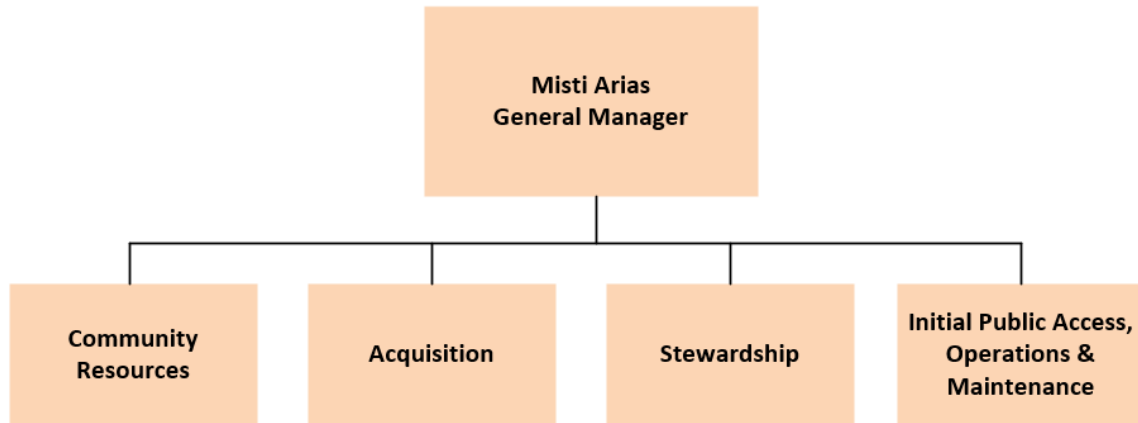 Misti Arias
General Manager
Community
Resources
Acquisition
Stewardship
Initial Public Access,
Operations &
Maintenance